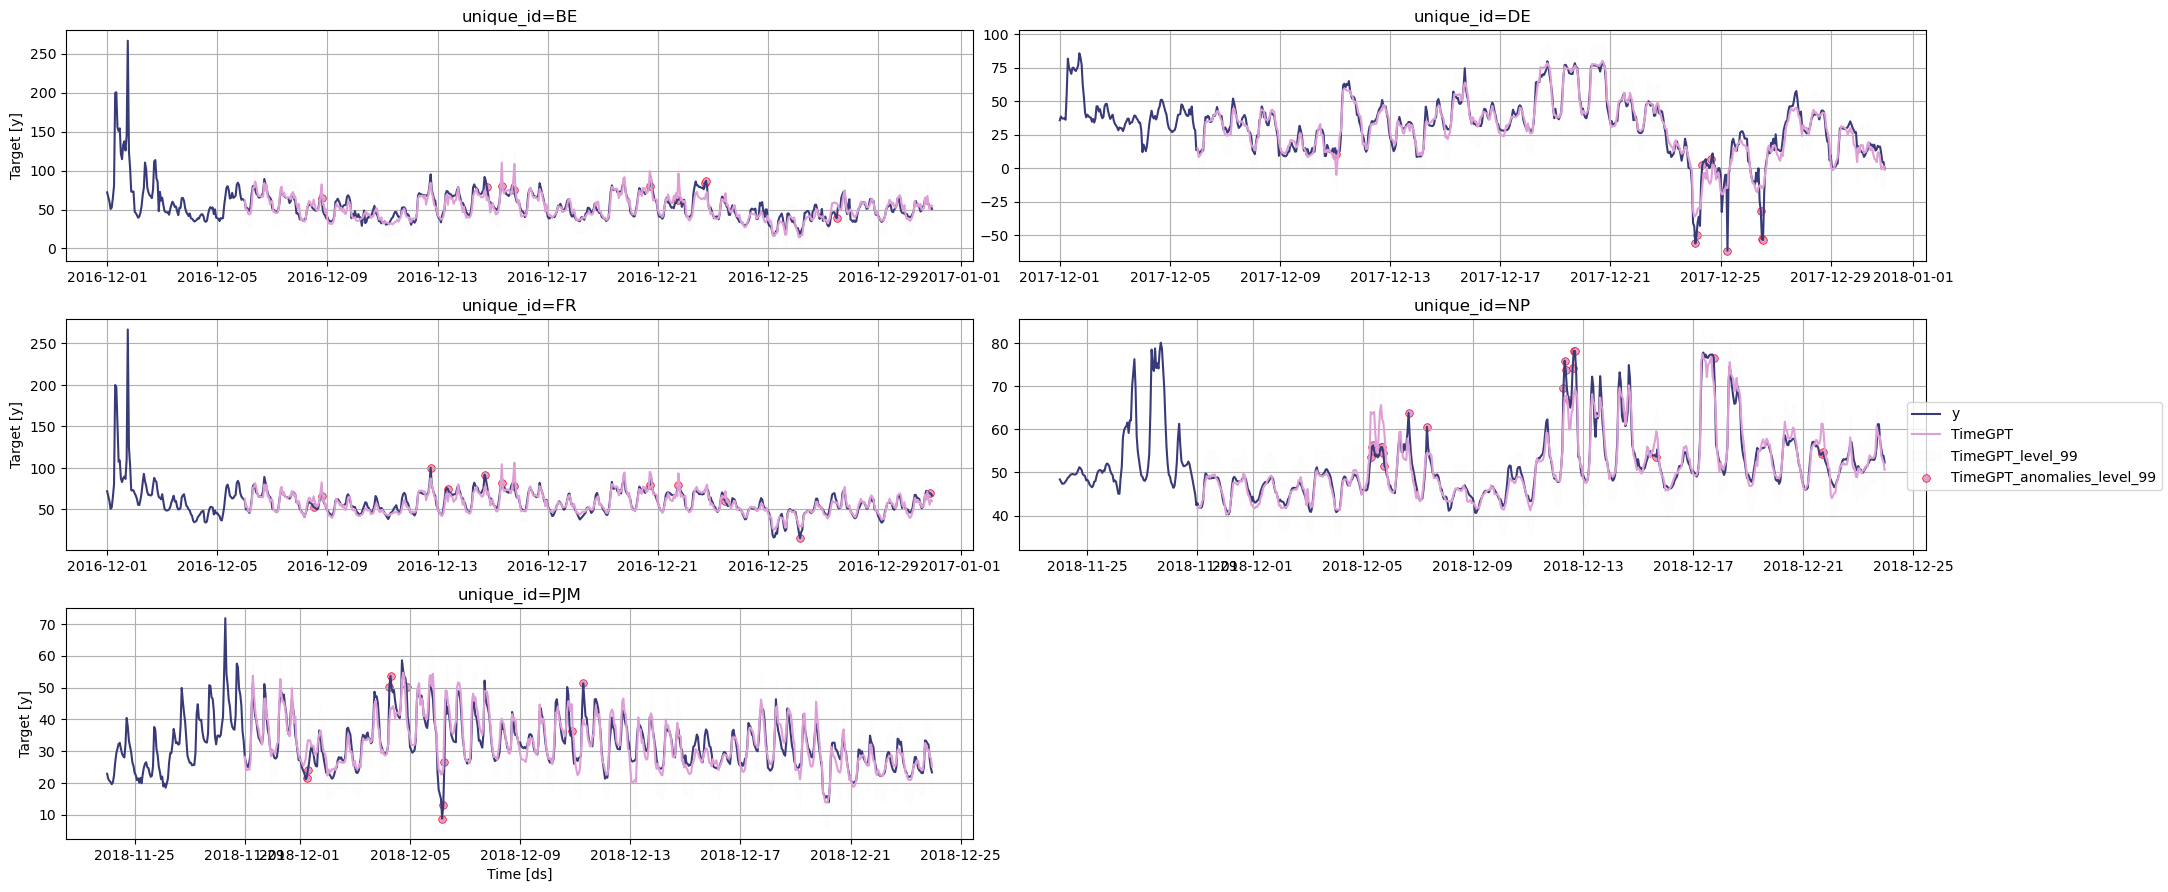 unique_id=BE
Target [y]
250
200
150
100
50
0
2016-12-01 2016-12-05 2016-12-09 2016-12-13 2016-12-17 2016-12-21 2016-12-25 2016-12-29 2017-01-01
unique_id=DE
100
75
50
25
0
−25
−50
2017-12-01 2017-12-05 2017-12-09 2017-12-13 2017-12-17 2017-12-21 2017-12-25 2017-12-29 2018-01-01
unique_id=FR
Target [y]
250
200
150
100
50
2016-12-01 2016-12-05 2016-12-09 2016-12-13 2016-12-17 2016-12-21 2016-12-25 2016-12-29 2017-01-01
unique_id=NP
80
70
60
50
40
2018-11-25 2018-11-29 2018-12-01 2018-12-05 2018-12-09 2018-12-13 2018-12-17 2018-12-21 2018-12-25
y
TimeGPT
TimeGPT_level_99
TimeGPT_anomalies_level_99
unique_id=PJM
Target [y]
70
60
50
40
30
20
10
2018-11-25 2018-11-29 2018-12-01 2018-12-05 2018-12-09 2018-12-13 2018-12-17 2018-12-21 2018-12-25
Time [ds]